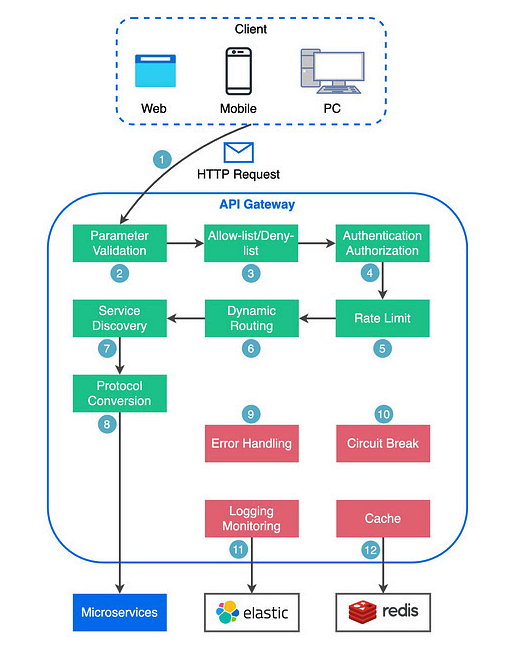 Client
Web
Mobile
PC
1
HTTP Request
API Gateway
Parameter
Validation
Allow-list/Deny-
list
Authentication
Authorization
2
3
4
Service
Discovery
Dynamic
Routing
Rate Limit
7
6
5
Protocol
Conversion
8
9
10
Error Handling
Circuit Break
Logging
Monitoring
Cache
11
12
Microservices
elastic
redis